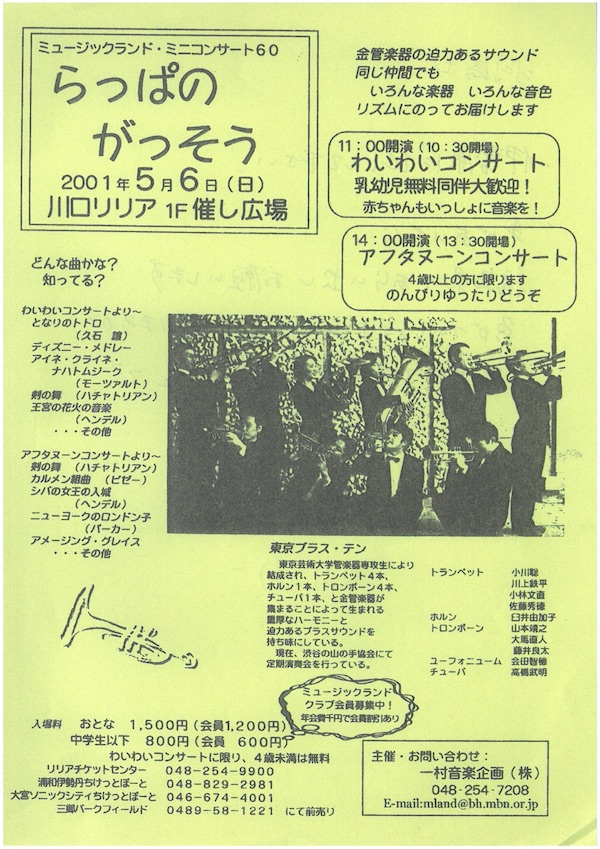 ミュージックランド・ミニコンサート60
らっぱの
がっそう
2001年5月6日(日)
川口リリア 1F 催し広場
金管楽器の迫力あるサウンド
同じ仲間でも
いろんな楽器 いろんな音色
リズムにのってお届けします
11:00開演(10:30開場)
わいわいコンサート
乳幼児無料同伴大歓迎!
赤ちゃんもいっしょに音楽を!
14:00開演(13:30開場)
アフタヌーンコンサート
4歳以上の方に限ります
のんびりゆったりどうぞ
どんな曲かな?
知ってる?
わいわいコンサートより~
となりのトトロ
(久石 譲)
ディズニー・メドレー
アイネ・クライネ・
ナハトムジーク
(モーツァルト)
剣の舞 (ハチャトリアン)
王宮の花火の音楽
(ヘンデル)
・・・その他
アフタヌーンコンサートより~
剣の舞 (ハチャトリアン)
カルメン組曲 (ビゼー)
シバの女王の入城
(ヘンデル)
ニューヨークのロンドン子
(パーカー)
アメージング・グレイス
・・・その他
東京ブラス・テン
東京芸術大学管楽器専攻生により
結成され、トランペット4本、
ホルン1本、トロンボーン4本、
チューバ1本、と金管楽器が
集まることによって生まれる
重厚なハーモニーと
迫力あるブラスサウンドを
持ち味にしている。
現在、渋谷の山の手協会にて
定期演奏会を行っている。
トランペット 小川聡
川上鉄平
小林文直
佐藤秀徳
ホルン 臼井由加子
トロンボーン 山本靖之
大馬直人
藤井良太
ユーフォニューム 会田智穂
チューバ 高橋武明
ミュージックランド
クラブ会員募集中!
年会費千円で会員割引あり
入場料 おとな 1,500円(会員1,200円)
中学生以下 800円(会員 600円)
わいわいコンサートに限り、4歳未満は無料
リリアチケットセンター 048-254-9900
浦和伊勢丹ちけっとぽーと 048-829-2981
大宮ソニックシティちけっとぽーと 046-674-4001
三郷パークフィールド 0489-58-1221 にて前売り
主催・お問い合わせ:
一村音楽企画(株)
048-254-7208
E-mail:mland@bh.mbn.or.jp